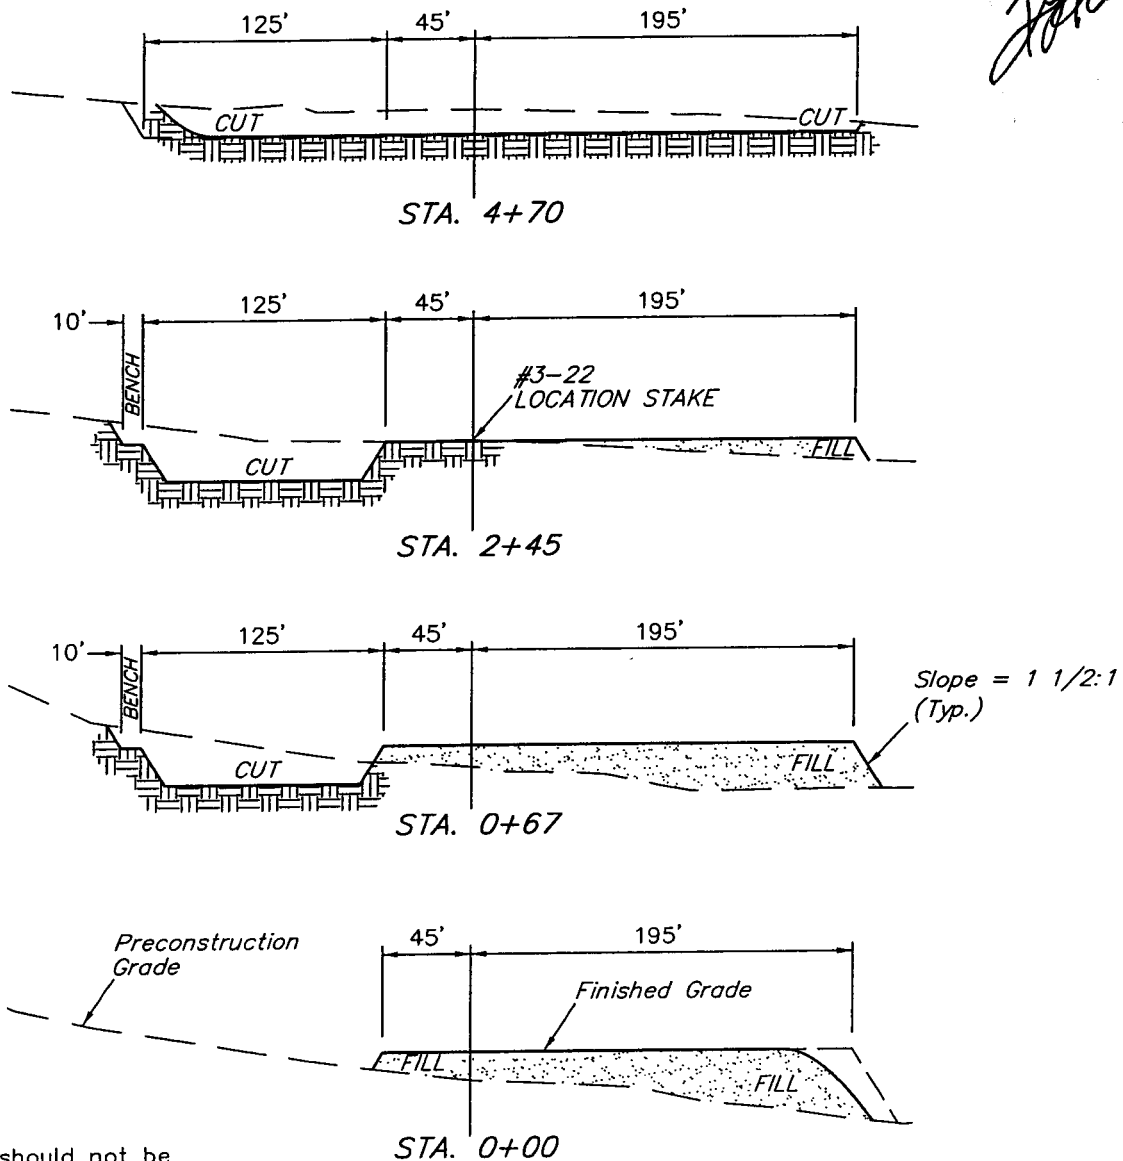 125' 45' 195'
CUT CUT
STA. 4+70
10' 125' 45' 195'
BENCH
#3-22
LOCATION STAKE
CUT FILL
STA. 2+45
10' 125' 45' 195'
BENCH
Slope = 1 1/2:1
(Typ.)
CUT FILL
STA. 0+67
Preconstruction
Grade
45' 195'
Finished Grade
FILL FILL
STA. 0+00
should not be